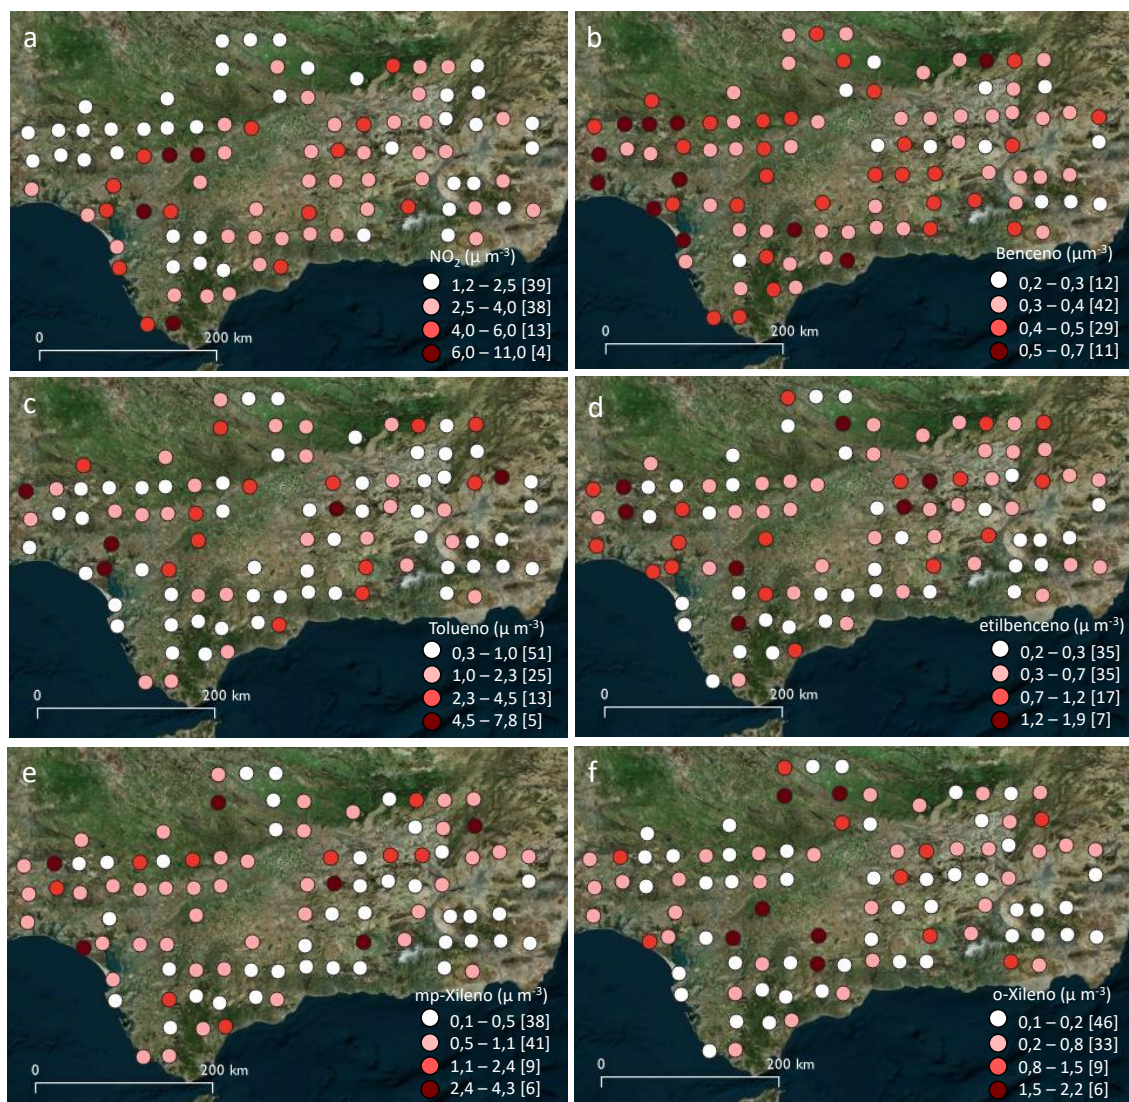 a
NO2 (µ m-3)
1,2 – 2,5 [39]
2,5 – 4,0 [38]
4,0 – 6,0 [13]
6,0 – 11,0 [4]
0 200 km
b
Benceno (µm-3)
0,2 – 0,3 [12]
0,3 – 0,4 [42]
0,4 – 0,5 [29]
0,5 – 0,7 [11]
0 200 km
c
Tolueno (µ m-3)
0,3 – 1,0 [51]
1,0 – 2,3 [25]
2,3 – 4,5 [13]
4,5 – 7,8 [5]
0 200 km
d
etilbenceno (µ m-3)
0,2 – 0,3 [35]
0,3 – 0,7 [35]
0,7 – 1,2 [17]
1,2 – 1,9 [7]
0 200 km
e
mp-Xileno (µ m-3)
0,1 – 0,5 [38]
0,5 – 1,1 [41]
1,1 – 2,4 [9]
2,4 – 4,3 [6]
0 200 km
f
o-Xileno (µ m-3)
0,1 – 0,2 [46]
0,2 – 0,8 [33]
0,8 – 1,5 [9]
1,5 – 2,2 [6]
0 200 km